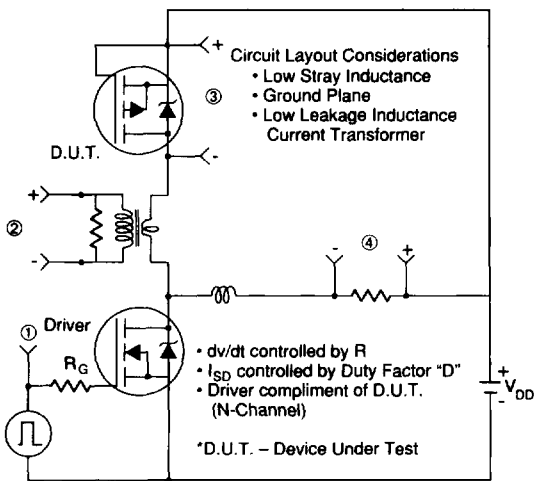 +
Circuit Layout Considerations
• Low Stray Inductance
• Ground Plane
• Low Leakage Inductance
Current Transformer
③
D.U.T.
-
+
②
-
④
-
+
① Driver
R_G
• dv/dt controlled by R
• I_SD controlled by Duty Factor "D"
• Driver compliment of D.U.T.
(N-Channel)
*D.U.T. – Device Under Test
+
V_DD
-